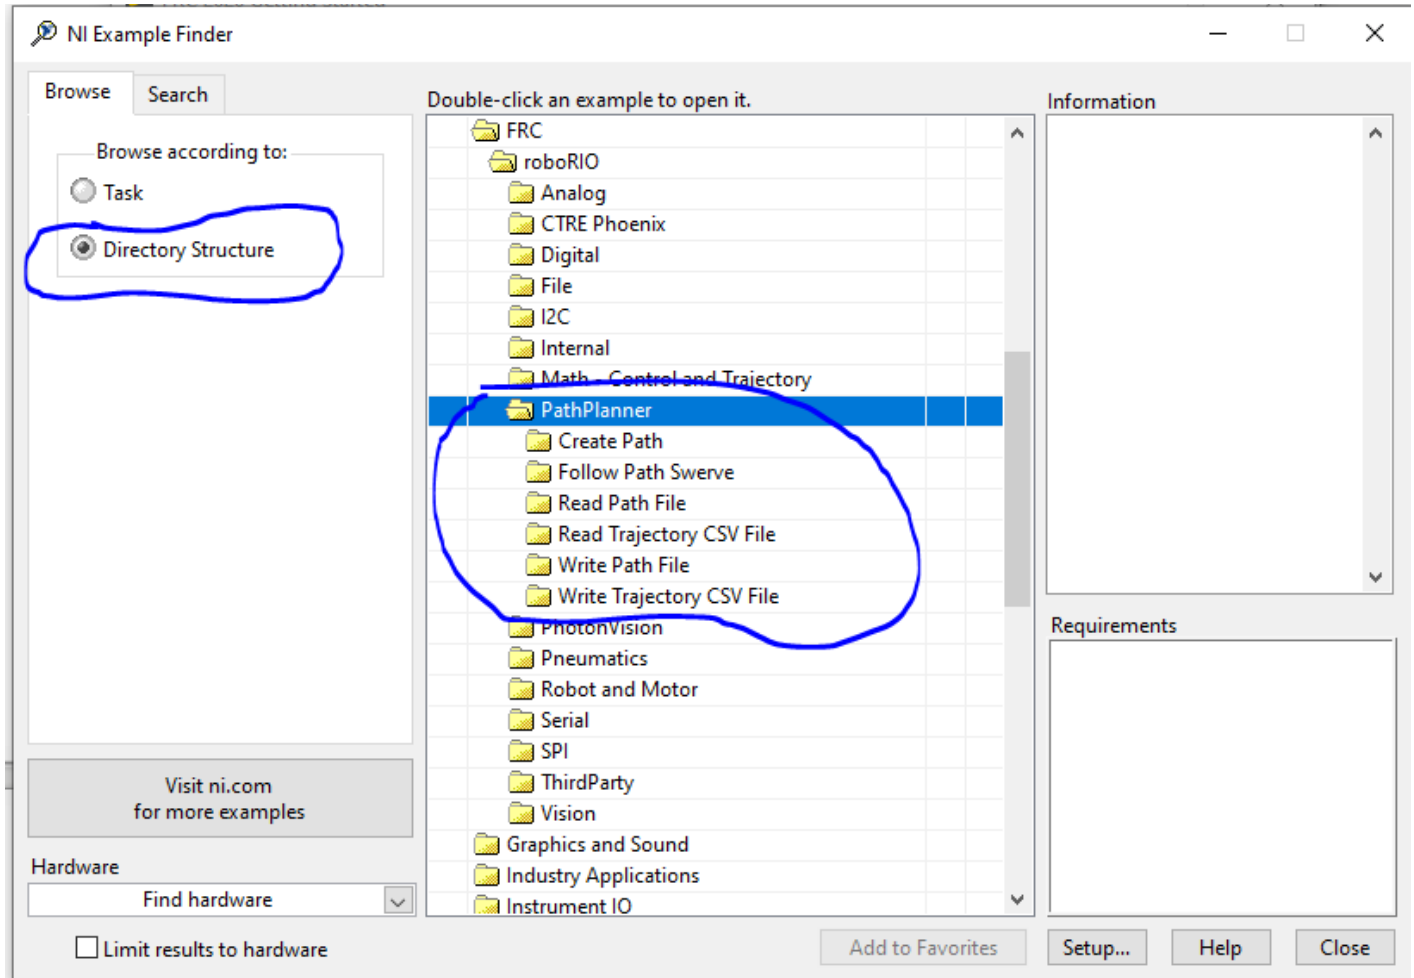 NI Example Finder
Browse
Search
Browse according to:
Task
Directory Structure
Visit ni.com
for more examples
Hardware
Find hardware
Limit results to hardware
Double-click an example to open it.
FRC
roboRIO
Analog
CTRE Phoenix
Digital
File
I2C
Internal
Math - Control and Trajectory
PathPlanner
Create Path
Follow Path Swerve
Read Path File
Read Trajectory CSV File
Write Path File
Write Trajectory CSV File
PhotonVision
Pneumatics
Robot and Motor
Serial
SPI
ThirdParty
Vision
Graphics and Sound
Industry Applications
Instrument IO
Information
Requirements
Add to Favorites
Setup...
Help
Close